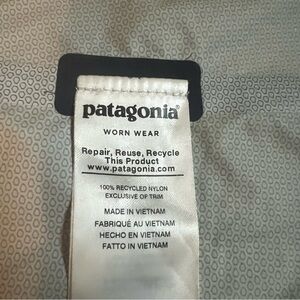 patagonia®
WORN WEAR
Repair, Reuse, Recycle
This Product
www.patagonia.com
100% RECYCLED NYLON
EXCLUSIVE OF TRIM
MADE IN VIETNAM
FABRIQUÉ AU VIETNAM
HECHO EN VIETNAM
FATTO IN VIETNAM